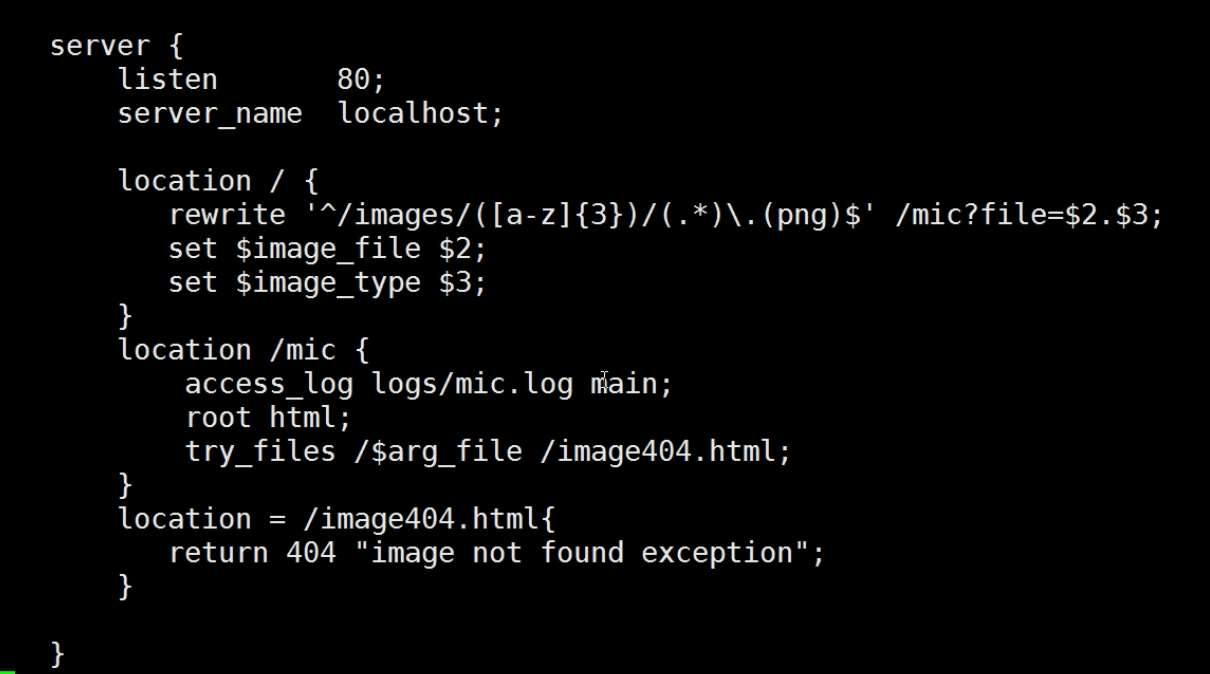 server {
listen 80;
server_name localhost;
location / {
rewrite '^/images/([a-z]{3})/(.*)\.(png)$' /mic?file=$2.$3;
set $image_file $2;
set $image_type $3;
}
location /mic {
access_log logs/mic.log main;
root html;
try_files /$arg_file /image404.html;
}
location = /image404.html{
return 404 "image not found exception";
}
}